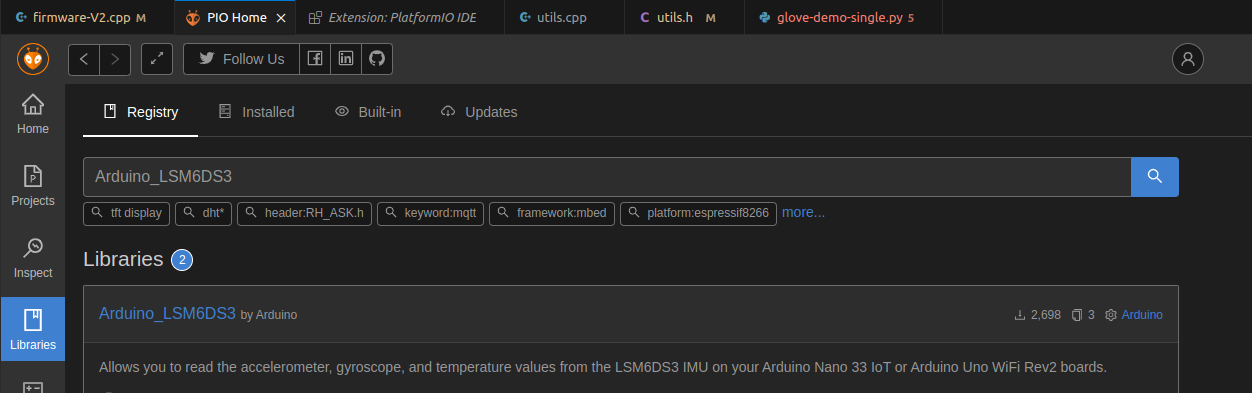 firmware-V2.cpp M PIO Home Extension: PlatformIO IDE utils.cpp C utils.h M glove-demo-single.py 5
Follow Us
Registry Installed Built-in Updates
Home
Arduino_LSM6DS3
Projects
tft display dht* header:RH_ASK.h keyword:mqtt framework:mbed platform:espressif8266 more...
Inspect
Libraries 2
Arduino_LSM6DS3 by Arduino 2,698 3 Arduino
Libraries
Allows you to read the accelerometer, gyroscope, and temperature values from the LSM6DS3 IMU on your Arduino Nano 33 IoT or Arduino Uno WiFi Rev2 boards.